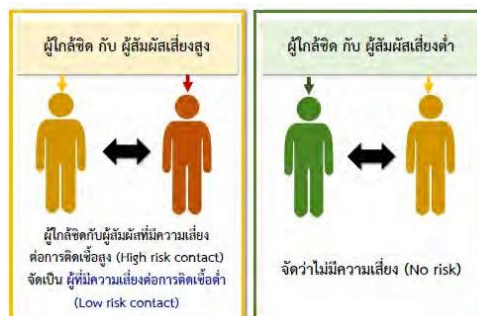 ผู้ใกล้ชิด กับ ผู้สัมผัสเสี่ยงสูง
ผู้ใกล้ชิดกับผู้สัมผัสที่มีความเสี่ยง
ต่อการติดเชื้อสูง (High risk contact)
จัดเป็น ผู้ที่มีความเสี่ยงต่อการติดเชื้อต่ำ
(Low risk contact)
ผู้ใกล้ชิด กับ ผู้สัมผัสเสี่ยงต่ำ
จัดว่าไม่มีความเสี่ยง (No risk)